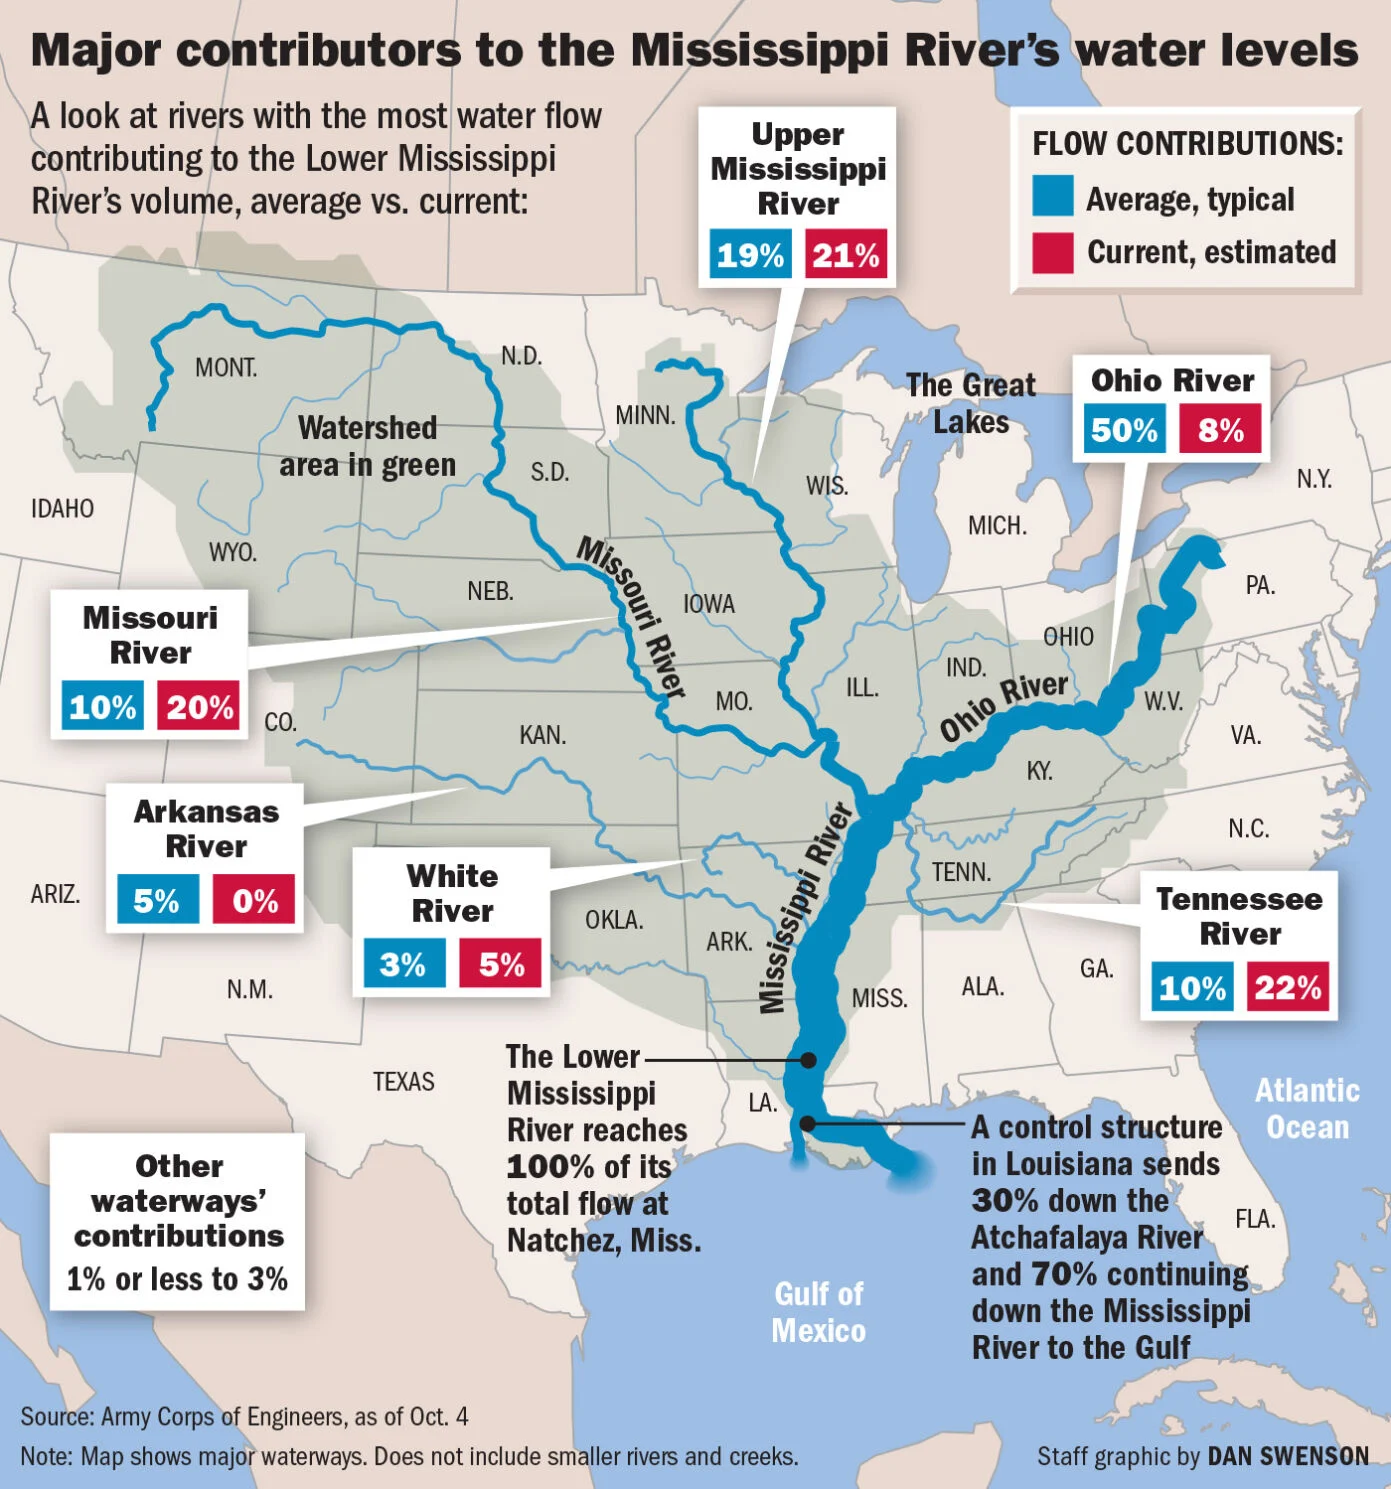 Major contributors to the Mississippi River's water levels
A look at rivers with the most water flow
contributing to the Lower Mississippi
River's volume, average vs. current:
FLOW CONTRIBUTIONS:
Average, typical
Current, estimated
Upper
Mississippi
River
19% 21%
Ohio River
50% 8%
The Great
Lakes
MONT.
N.D.
MINN.
Watershed
area in green
S.D.
WIS.
MICH.
N.Y.
IDAHO
WYO.
NEB.
IOWA
PA.
Missouri River
OHIO
IND.
ILL.
Ohio River
W.V.
VA.
Missouri
River
10% 20%
CO.
KAN.
MO.
KY.
N.C.
Arkansas
River
5% 0%
White
River
3% 5%
Mississippi River
TENN.
Tennessee
River
10% 22%
ARIZ.
N.M.
OKLA.
ARK.
MISS.
ALA.
GA.
TEXAS
LA.
FLA.
The Lower
Mississippi
River reaches
100% of its
total flow at
Natchez, Miss.
A control structure
in Louisiana sends
30% down the
Atchafalaya River
and 70% continuing
down the Mississippi
River to the Gulf
Atlantic
Ocean
Gulf of
Mexico
Other
waterways'
contributions
1% or less to 3%
Source: Army Corps of Engineers, as of Oct. 4
Note: Map shows major waterways. Does not include smaller rivers and creeks.
Staff graphic by DAN SWENSON